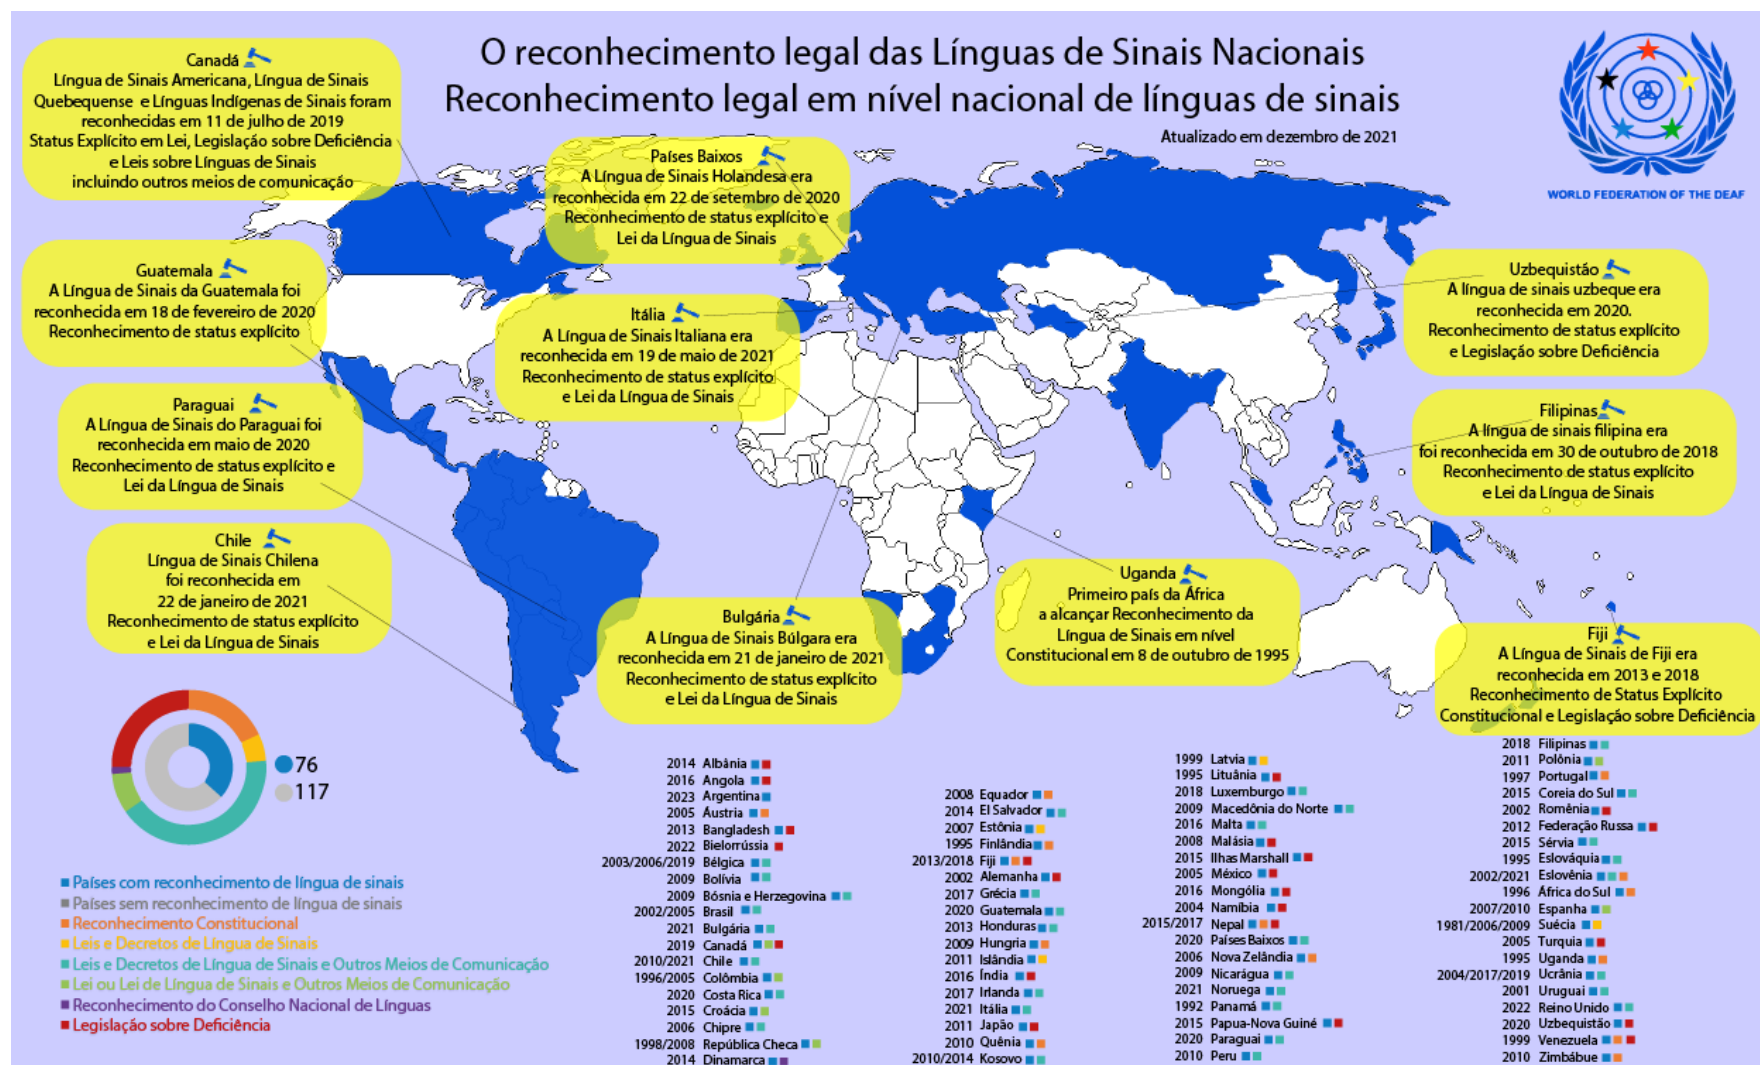 O reconhecimento legal das Línguas de Sinais Nacionais
Reconhecimento legal em nível nacional de línguas de sinais
Atualizado em dezembro de 2021
WORLD FEDERATION OF THE DEAF
Canadá
Língua de Sinais Americana, Língua de Sinais
Quebequense e Línguas Indígenas de Sinais foram
reconhecidas em 11 de julho de 2019
Status Explícito em Lei, Legislação sobre Deficiência
e Leis sobre Línguas de Sinais
incluindo outros meios de comunicação
Países Baixos
A Língua de Sinais Holandesa era
reconhecida em 22 de setembro de 2020
Reconhecimento de status explícito e
Lei da Língua de Sinais
Guatemala
A Língua de Sinais da Guatemala foi
reconhecida em 18 de fevereiro de 2020
Reconhecimento de status explícito
Itália
A Língua de Sinais Italiana era
reconhecida em 19 de maio de 2021
Reconhecimento de status explícito
e Lei da Língua de Sinais
Uzbequistão
A língua de sinais uzbeque era
reconhecida em 2020.
Reconhecimento de status explícito
e Legislação sobre Deficiência
Paraguai
A Língua de Sinais do Paraguai foi
reconhecida em maio de 2020
Reconhecimento de status explícito e
Lei da Língua de Sinais
Filipinas
A língua de sinais filipina era
foi reconhecida em 30 de outubro de 2018
Reconhecimento de status explícito
e Lei da Língua de Sinais
Chile
Língua de Sinais Chilena
foi reconhecida em
22 de janeiro de 2021
Reconhecimento de status explícito
e Lei da Língua de Sinais
Bulgária
A Língua de Sinais Búlgara era
reconhecida em 21 de janeiro de 2021
Reconhecimento de status explícito
e Lei da Língua de Sinais
Uganda
Primeiro país da África
a alcançar Reconhecimento da
Língua de Sinais em nível
Constitucional em 8 de outubro de 1995
Fiji
A Língua de Sinais de Fiji era
reconhecida em 2013 e 2018
Reconhecimento de Status Explícito
Constitucional e Legislação sobre Deficiência
76
117
Países com reconhecimento de língua de sinais
Países sem reconhecimento de língua de sinais
Reconhecimento Constitucional
Leis e Decretos de Língua de Sinais
Leis e Decretos de Língua de Sinais e Outros Meios de Comunicação
Lei ou Lei de Língua de Sinais e Outros Meios de Comunicação
Reconhecimento do Conselho Nacional de Línguas
Legislação sobre Deficiência
2014 Albânia
2016 Angola
2023 Argentina
2005 Áustria
2013 Bangladesh
2022 Bielorrússia
2003/2006/2019 Bélgica
2009 Bolívia
2009 Bósnia e Herzegovina
2002/2005 Brasil
2021 Bulgária
2019 Canadá
2010/2021 Chile
1996/2005 Colômbia
2020 Costa Rica
2015 Croácia
2006 Chipre
1998/2008 República Checa
2014 Dinamarca
2008 Equador
2014 El Salvador
2007 Estônia
1995 Finlândia
2013/2018 Fiji
2002 Alemanha
2017 Grécia
2020 Guatemala
2013 Honduras
2009 Hungria
2011 Islândia
2016 Índia
2017 Irlanda
2021 Itália
2011 Japão
2010 Quênia
2010/2014 Kosovo
1999 Latvia
1995 Lituânia
2018 Luxemburgo
2009 Macedônia do Norte
2016 Malta
2008 Malásia
2015 Ilhas Marshall
2005 México
2016 Mongólia
2004 Namíbia
2015/2017 Nepal
2020 Países Baixos
2006 Nova Zelândia
2009 Nicarágua
2021 Noruega
1992 Panamá
2015 Papua-Nova Guiné
2020 Paraguai
2010 Peru
2018 Filipinas
2011 Polônia
1997 Portugal
2015 Coreia do Sul
2002 Romênia
2012 Federação Russa
2015 Sérvia
1995 Eslováquia
2002/2021 Eslovênia
1996 África do Sul
2007/2010 Espanha
1981/2006/2009 Suécia
2005 Turquia
1995 Uganda
2004/2017/2019 Ucrânia
2001 Uruguai
2022 Reino Unido
2020 Uzbequistão
1999 Venezuela
2010 Zimbábue